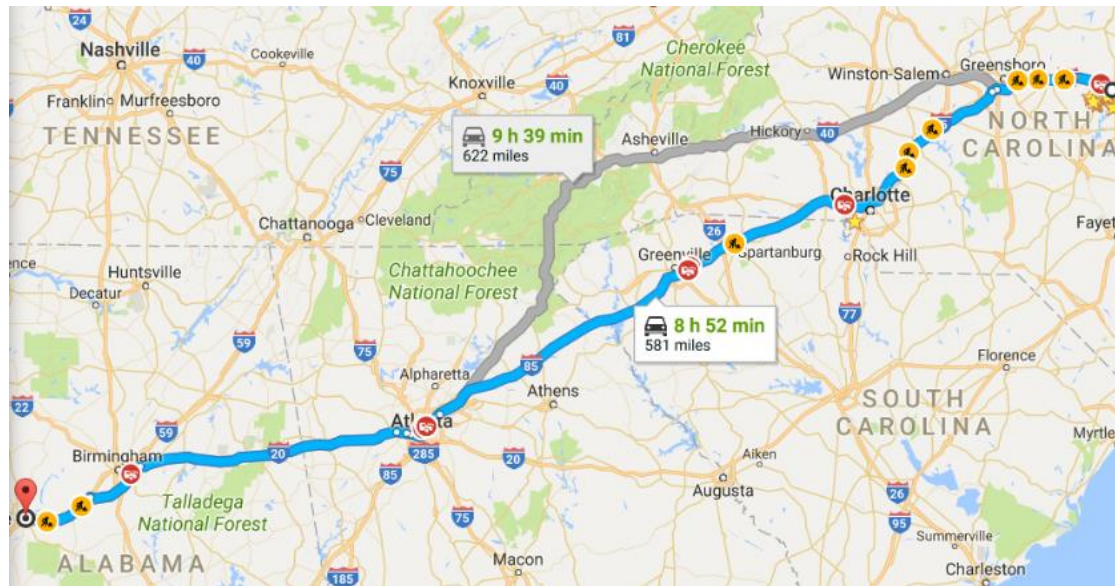 24
65
Nashville
40
Cookeville
81
Cherokee
National Forest
Winston-Salem
Greensboro
Franklin
Murfreesboro
Knoxville
40
TENNESSEE
9 h 39 min
622 miles
Asheville
Hickory
40
NORTH
CAROLINA
75
Chattanooga
Cleveland
Charlotte
Fayet
26
Greenville
Spartanburg
Rock Hill
Huntsville
Decatur
Chattahoochee
National Forest
8 h 52 min
581 miles
77
59
75
Alpharetta
85
Athens
Florence
SOUTH
CAROLINA
22
59
Atlanta
Myrtle
Birmingham
20
285
20
Aiken
85
Augusta
Talladega
National Forest
75
26
95
ALABAMA
Macon
Summerville
185
Charleston